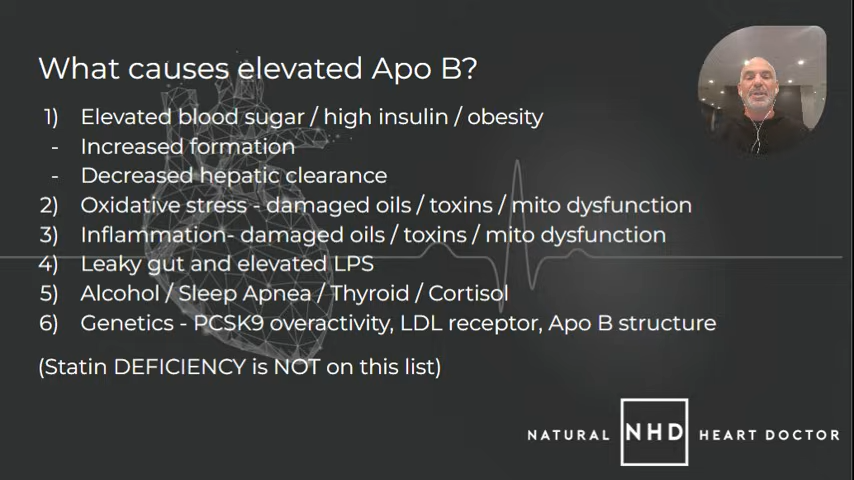 What causes elevated Apo B?
1) Elevated blood sugar / high insulin / obesity
- Increased formation
- Decreased hepatic clearance
2) Oxidative stress - damaged oils / toxins / mito dysfunction
3) Inflammation- damaged oils / toxins / mito dysfunction
4) Leaky gut and elevated LPS
5) Alcohol / Sleep Apnea / Thyroid / Cortisol
6) Genetics - PCSK9 overactivity, LDL receptor, Apo B structure
(Statin DEFICIENCY is NOT on this list)
NATURAL NHD HEART DOCTOR